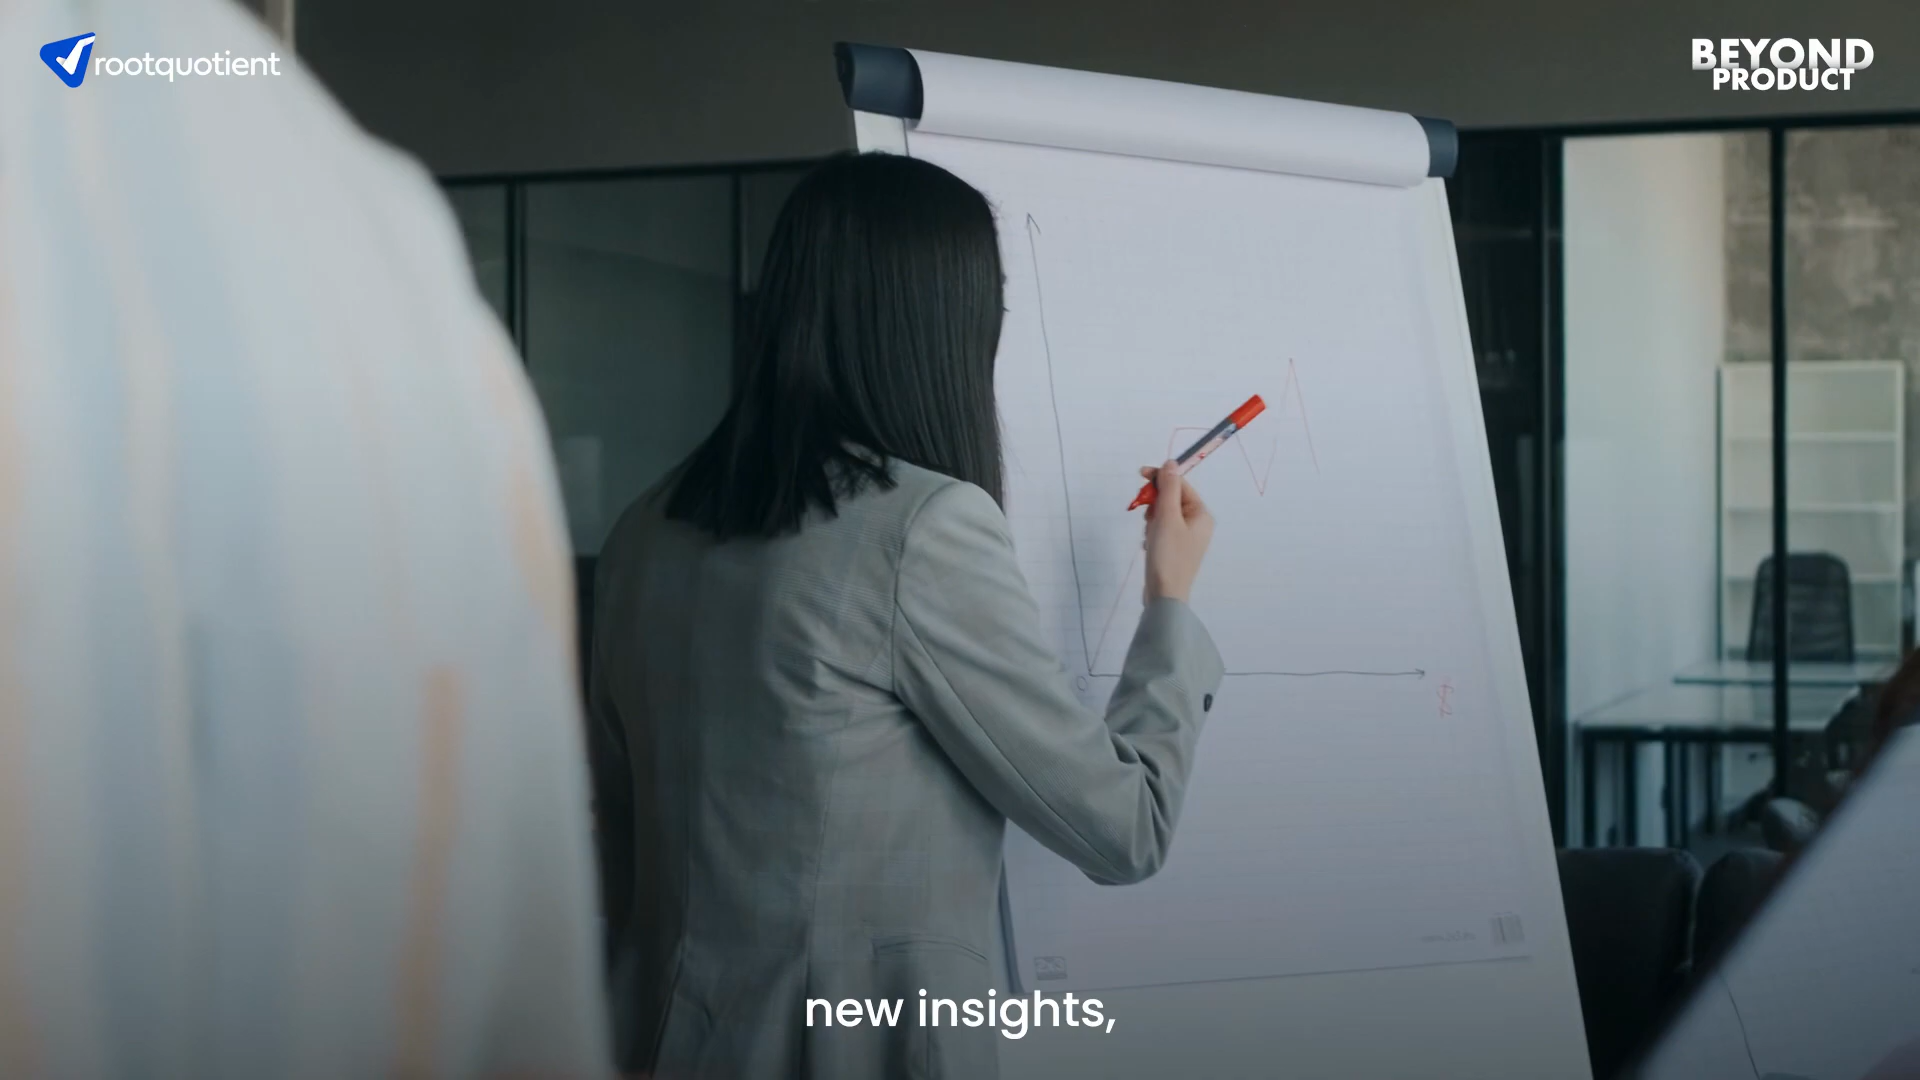 rootquotient
BEYOND
PRODUCT
O
$
new insights,